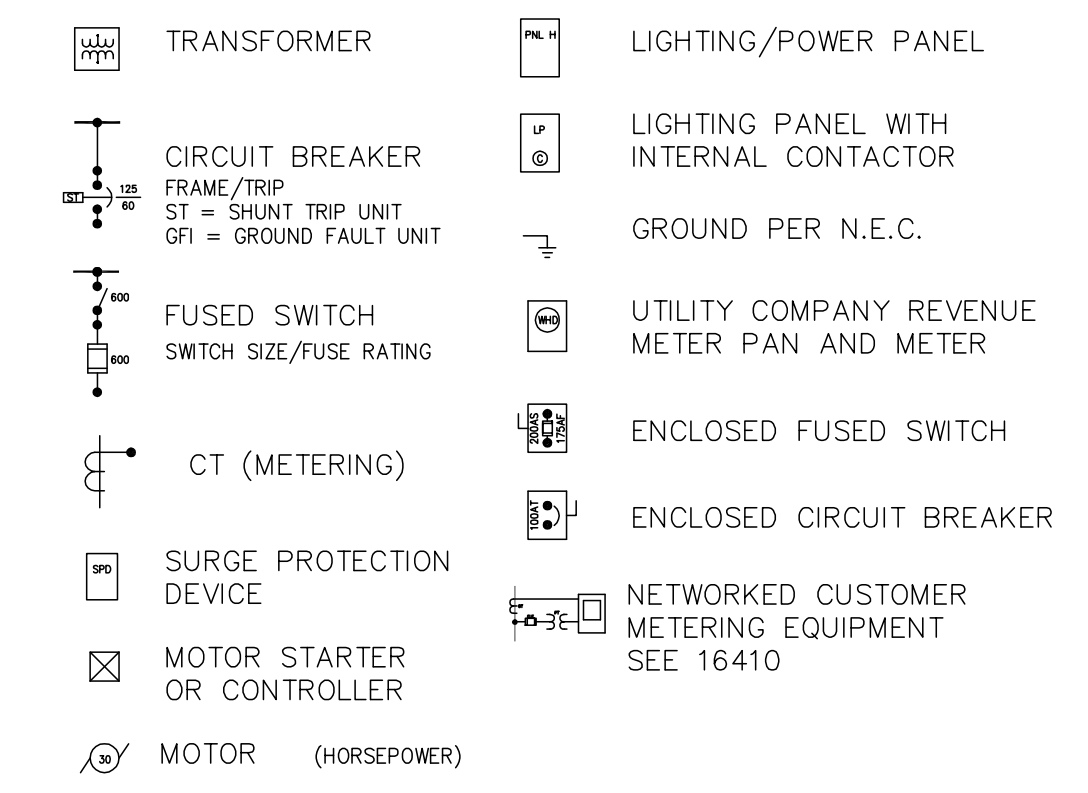 TRANSFORMER
CIRCUIT BREAKER
FRAME/TRIP
ST = SHUNT TRIP UNIT
GFI = GROUND FAULT UNIT
ST
125
60
FUSED SWITCH
SWITCH SIZE/FUSE RATING
600
600
CT (METERING)
SPD
SURGE PROTECTION
DEVICE
MOTOR STARTER
OR CONTROLLER
30
MOTOR (HORSEPOWER)
PNL H
LIGHTING/POWER PANEL
LP
C
LIGHTING PANEL WITH
INTERNAL CONTACTOR
GROUND PER N.E.C.
WHD
UTILITY COMPANY REVENUE
METER PAN AND METER
200AS
175AF
ENCLOSED FUSED SWITCH
100AT
ENCLOSED CIRCUIT BREAKER
NETWORKED CUSTOMER
METERING EQUIPMENT
SEE 16410